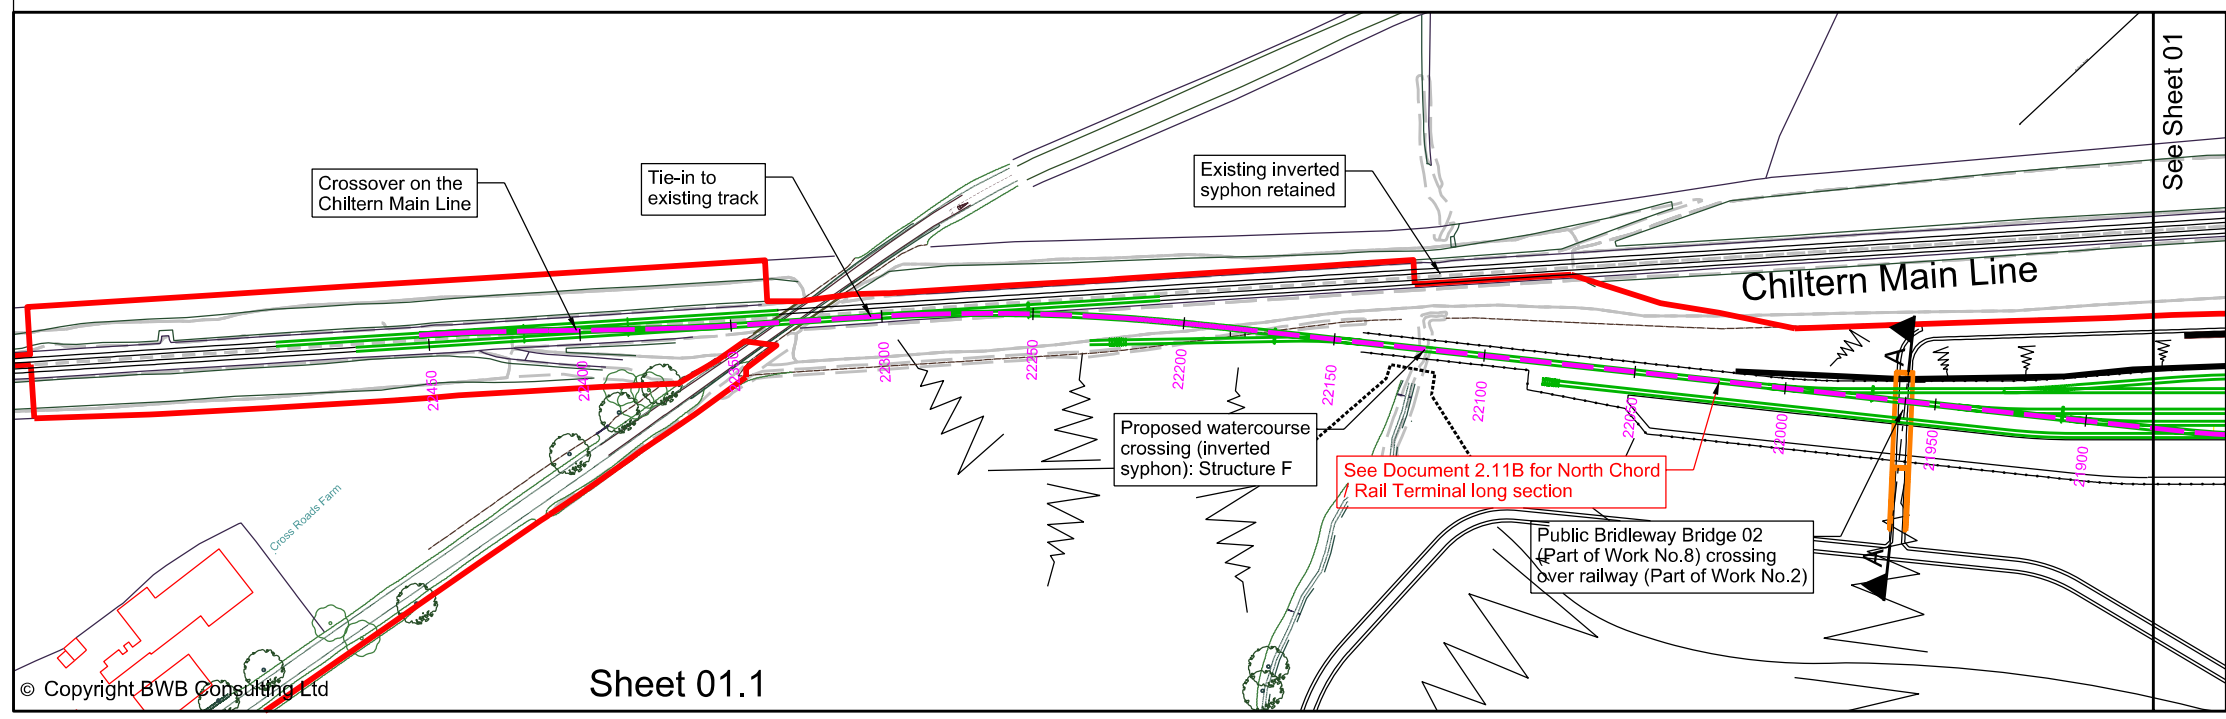 See Sheet 01
Crossover on the
Chiltern Main Line
Tie-in to
existing track
Existing inverted
syphon retained
Chiltern Main Line
22450
22400
22350
22300
22250
22200
22150
22100
22050
22000
21950
21900
A
Proposed watercourse
crossing (inverted
syphon): Structure F
See Document 2.11B for North Chord
/ Rail Terminal long section
Public Bridleway Bridge 02
(Part of Work No.8) crossing
over railway (Part of Work No.2)
A
Cross Roads Farm
© Copyright BWB Consulting Ltd
Sheet 01.1